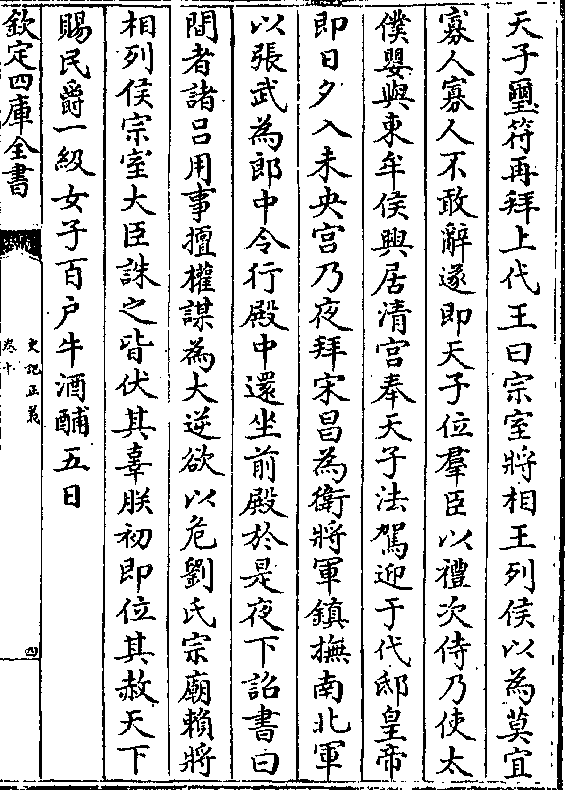 天子璽符再拜上代王曰宗室將相王列侯以為莫宜
寡人寡人不敢辭遂即天子位羣臣以禮次侍乃使太
僕嬰與東牟侯興居清宫奉天子法駕迎于代邸皇帝
即日夕入未央宫乃夜拜宋昌為衛將軍鎮撫南北軍
以張武為郎中令行殿中還坐前殿於是夜下詔書曰
間者諸吕用事擅權謀為大逆欲以危劉氏宗廟賴將
相列侯宗室大臣誅之皆伏其辜朕初即位其赦天下
賜民爵一級女子百户牛酒酺五日
欽定四庫全書
史記正義
卷十
四